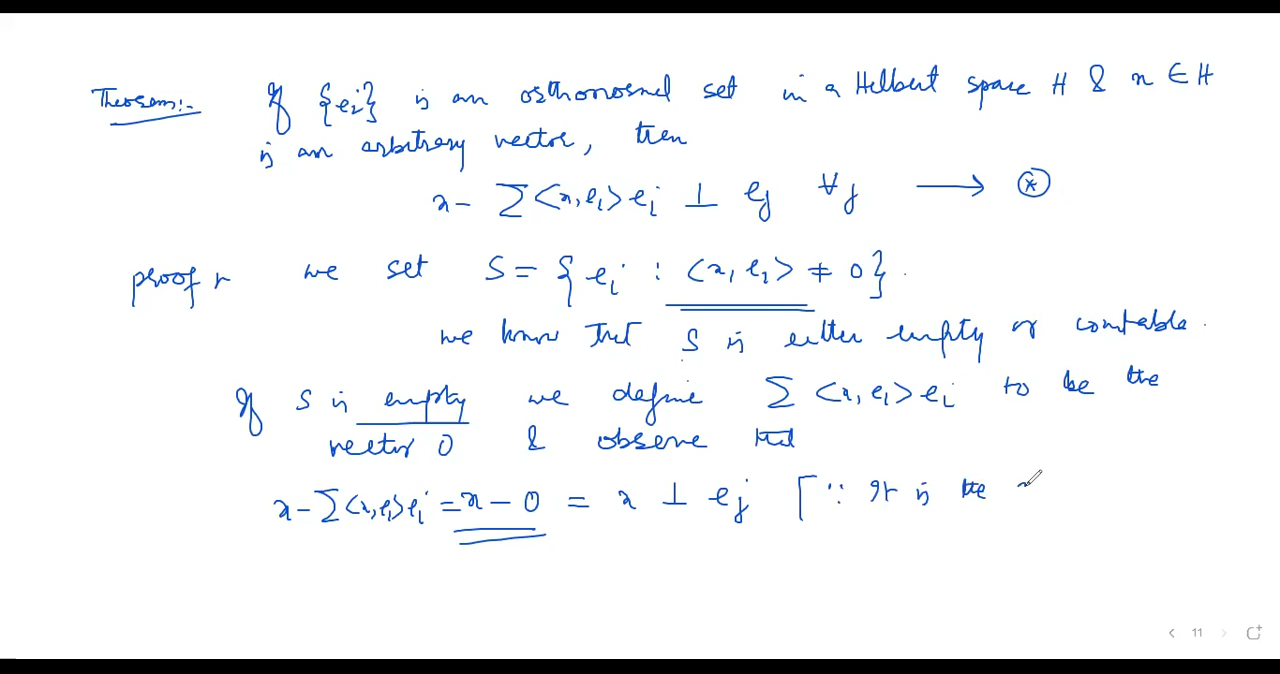 Theorem:- If {ei} is an orthonormal set in a Hilbert space H & x ∈ H
is an arbitrary vector, then
x - ∑<x, ei> ei ⊥ ej ∀j ⟶ ⊛
proof r we set S = { ei : <x, ei> ≠ 0 } .
we know that S is either empty or countable .
If S is empty we define ∑ <x, ei> ei to be the
vector 0 & observe that
x - ∑<x, ei> ei = x - 0 = x ⊥ ej [ ∵ It is the
11